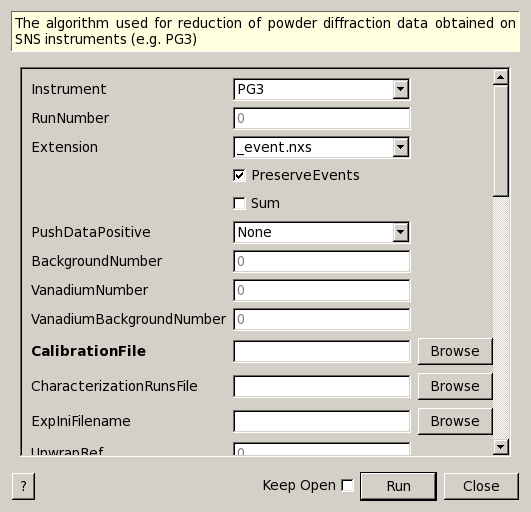 The algorithm used for reduction of powder diffraction data obtained on
SNS instruments (e.g. PG3)
Instrument PG3
RunNumber 0
Extension _event.nxs
PreserveEvents
Sum
PushDataPositive None
BackgroundNumber 0
VanadiumNumber 0
VanadiumBackgroundNumber 0
CalibrationFile Browse
CharacterizationRunsFile Browse
ExpIniFilename Browse
UnwrapRef 0
? Keep Open Run Close